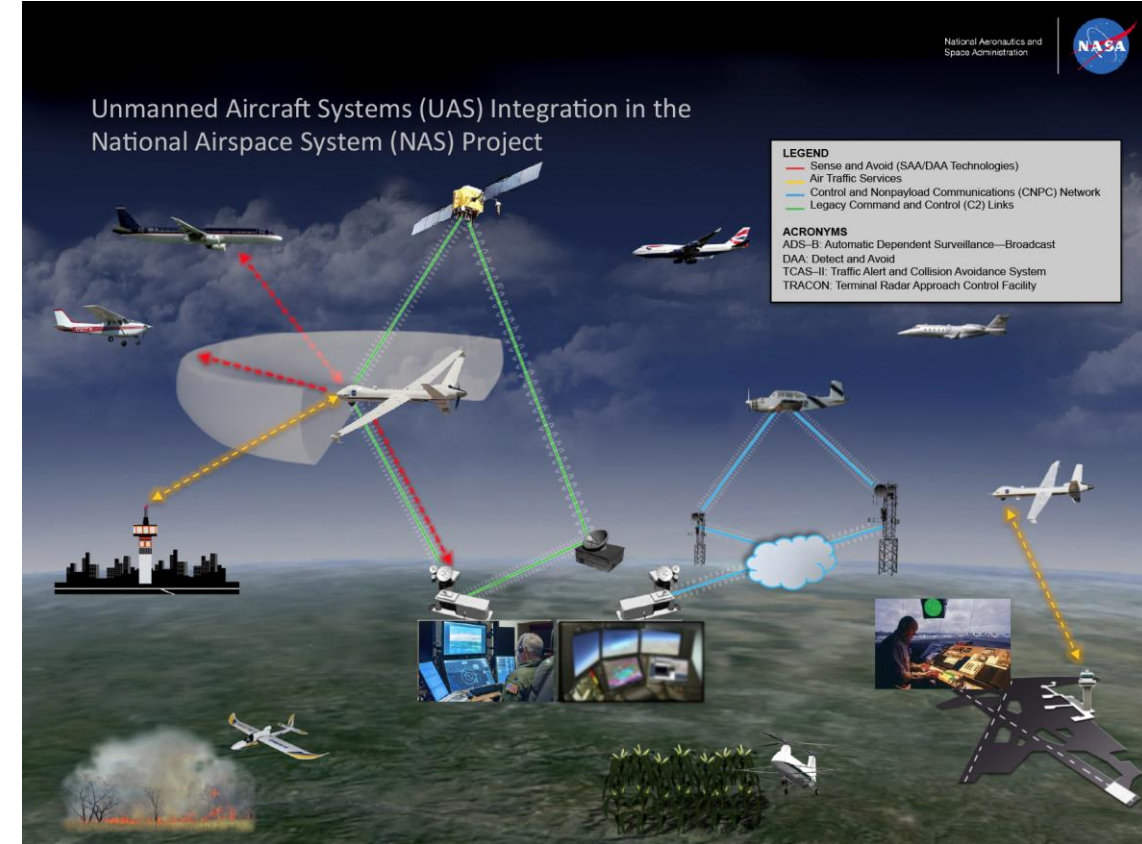 National Aeronautics and
Space Administration
NASA
Unmanned Aircraft Systems (UAS) Integration in the
National Airspace System (NAS) Project
LEGEND
Sense and Avoid (SAA/DAA Technologies)
Air Traffic Services
Control and Nonpayload Communications (CNPC) Network
Legacy Command and Control (C2) Links
ACRONYMS
ADS–B: Automatic Dependent Surveillance—Broadcast
DAA: Detect and Avoid
TCAS–II: Traffic Alert and Collision Avoidance System
TRACON: Terminal Radar Approach Control Facility